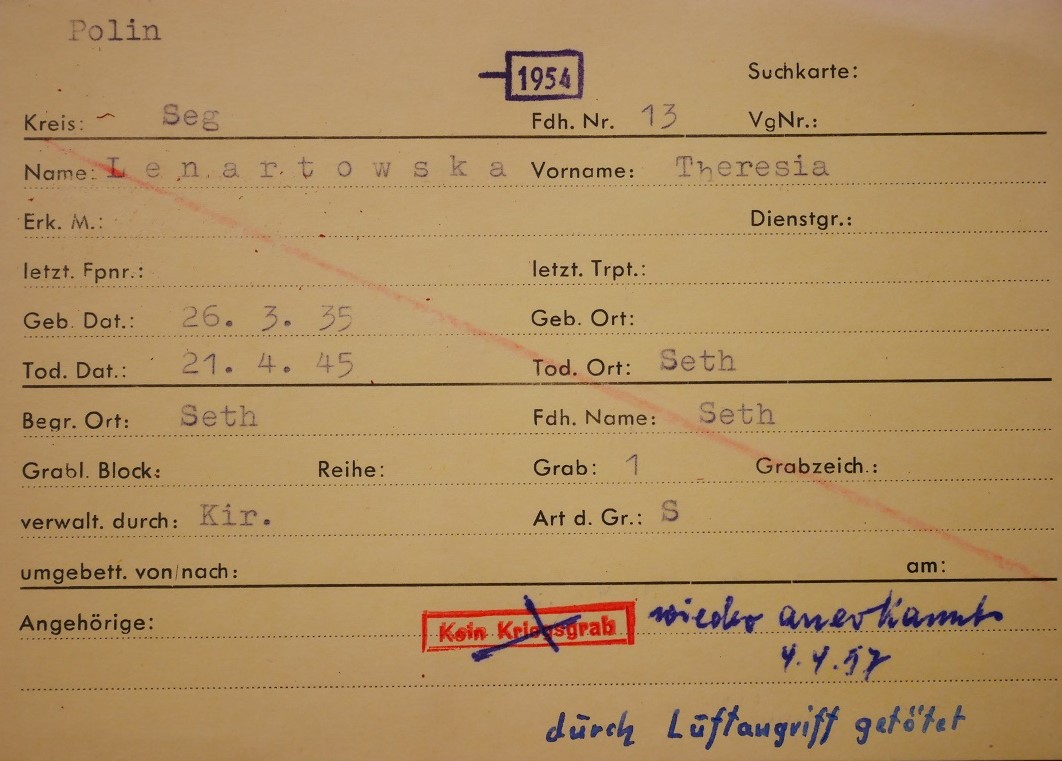 Polin
1954
Suchkarte:
Kreis: Seg Fdh. Nr. 13 VgNr.:
Name: Lenartowska Vorname: Theresia
Erk. M.: Dienstgr.:
letzt. Fpnr.: letzt. Trpt.:
Geb. Dat.: 26. 3. 35 Geb. Ort:
Tod. Dat.: 21. 4. 45 Tod. Ort: Seth
Begr. Ort: Seth Fdh. Name: Seth
Grabl. Block: Reihe: Grab: 1 Grabzeich.:
verwalt. durch: Kir. Art d. Gr.: S
umgebett. von/nach: am:
Angehörige: Kein Kriegsgrab wieder anerkannt
4.4.57
durch Luftangriff getötet